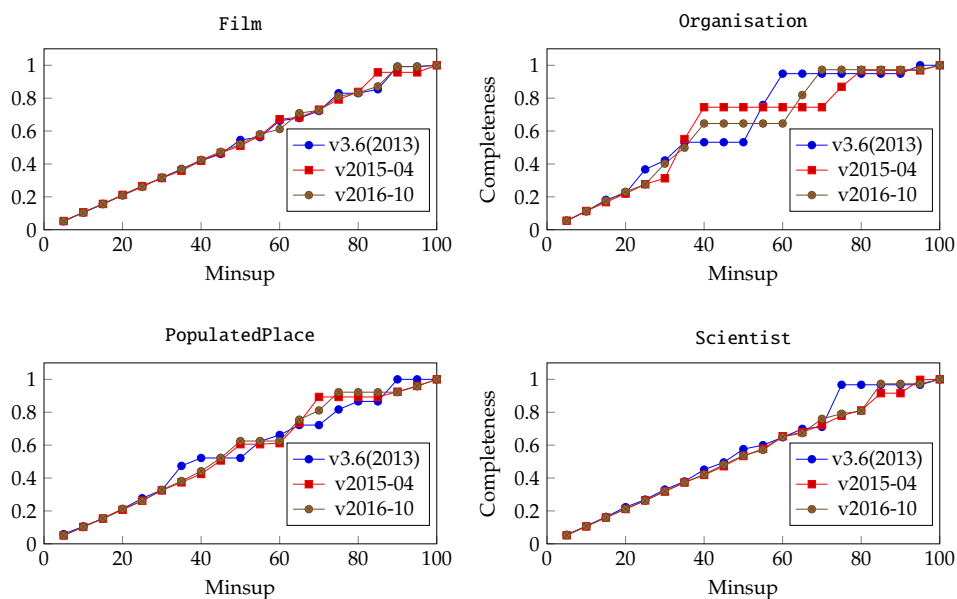 Film
1
0.8
0.6
0.4
0.2
0
0 20 40 60 80 100
Minsup
v3.6(2013)
v2015-04
v2016-10
Organisation
Completeness
1
0.8
0.6
0.4
0.2
0
0 20 40 60 80 100
Minsup
v3.6(2013)
v2015-04
v2016-10
PopulatedPlace
1
0.8
0.6
0.4
0.2
0
0 20 40 60 80 100
Minsup
v3.6(2013)
v2015-04
v2016-10
Scientist
Completeness
1
0.8
0.6
0.4
0.2
0
0 20 40 60 80 100
Minsup
v3.6(2013)
v2015-04
v2016-10